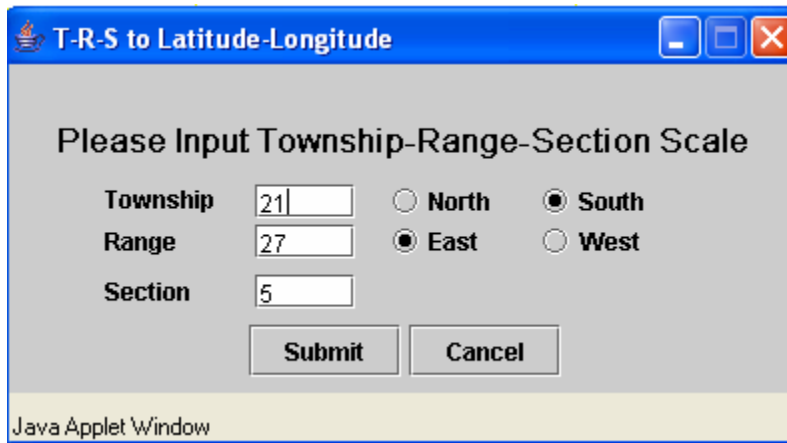 T-R-S to Latitude-Longitude
Please Input Township-Range-Section Scale
Township 21 North South
Range 27 East West
Section 5
Submit Cancel
Java Applet Window